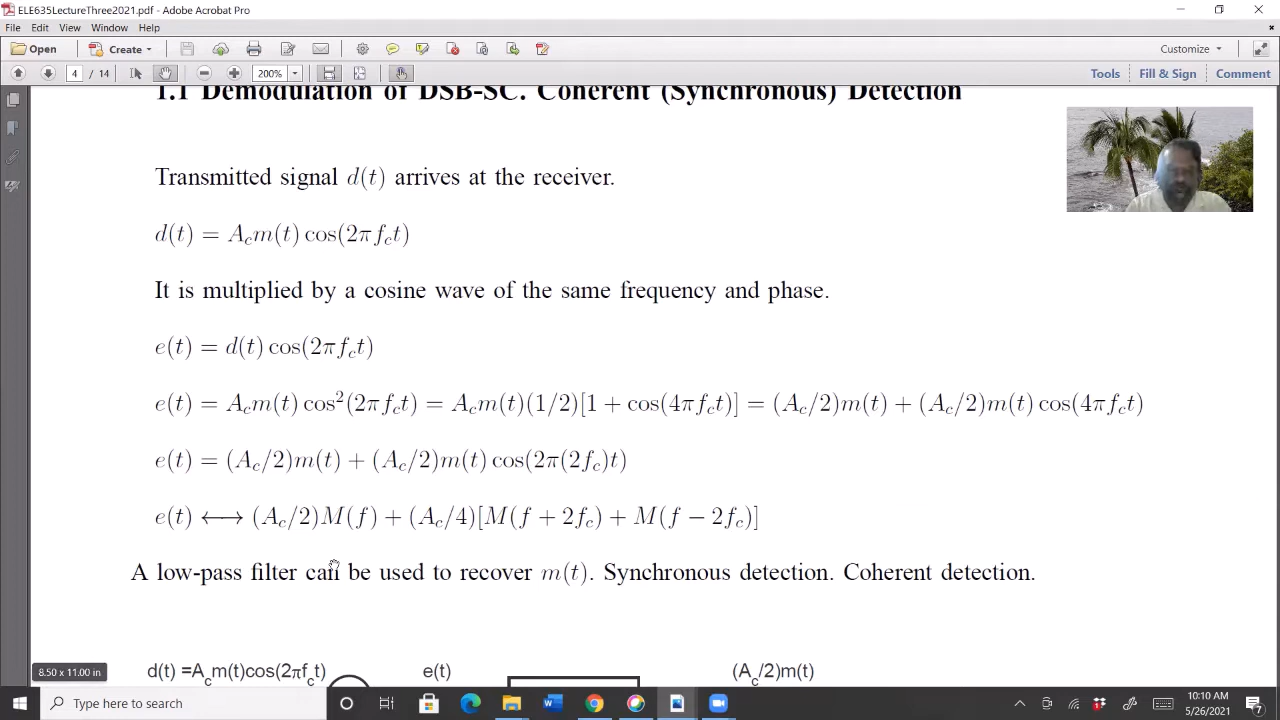 ELE635LectureThree2021.pdf - Adobe Acrobat Pro
File Edit View Window Help
Open Create Customize
4 / 14 200% Tools Fill & Sign Comment
1.1 Demodulation of DSB-SC. Coherent (Synchronous) Detection
Transmitted signal d(t) arrives at the receiver.
d(t) = A_c m(t) cos(2πf_c t)
It is multiplied by a cosine wave of the same frequency and phase.
e(t) = d(t) cos(2πf_c t)
e(t) = A_c m(t) cos²(2πf_c t) = A_c m(t)(1/2)[1 + cos(4πf_c t)] = (A_c/2)m(t) + (A_c/2)m(t) cos(4πf_c t)
e(t) = (A_c/2)m(t) + (A_c/2)m(t) cos(2π(2f_c)t)
e(t) ⟷ (A_c/2)M(f) + (A_c/4)[M(f + 2f_c) + M(f − 2f_c)]
A low-pass filter can be used to recover m(t). Synchronous detection. Coherent detection.
d(t) =A_c m(t)cos(2πf_c t) e(t) (A_c/2)m(t)
8.50 x 11.00 in
Type here to search
10:10 AM
5/26/2021
7